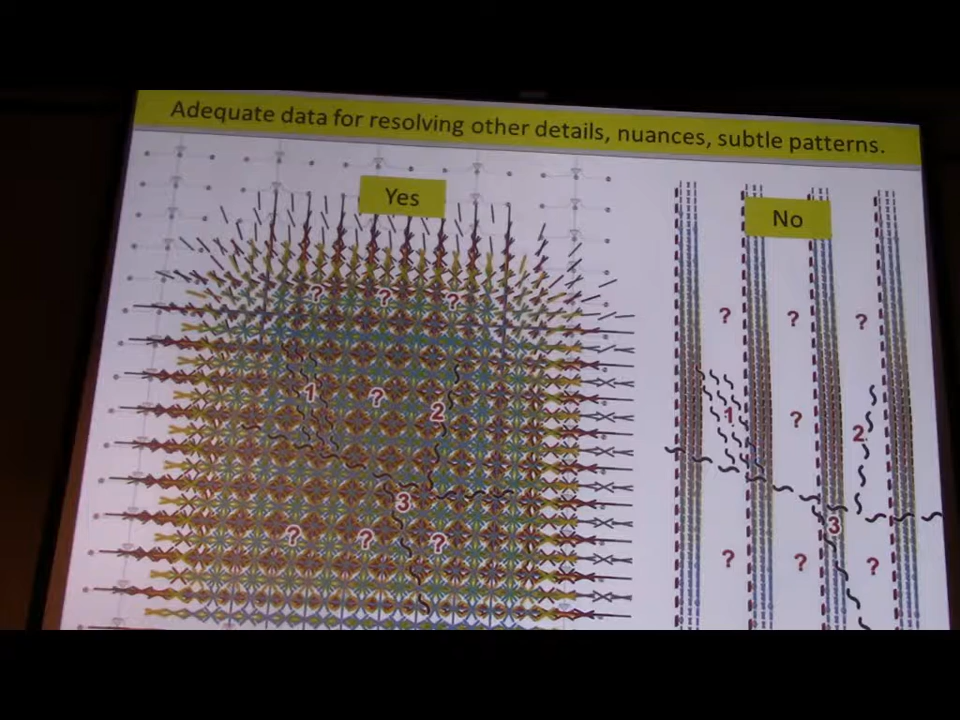 Adequate data for resolving other details, nuances, subtle patterns.
Yes
No
? ? ?
? ? ?
1 ? 2
1 ? 2
3
3
? ? ?
? ? ?